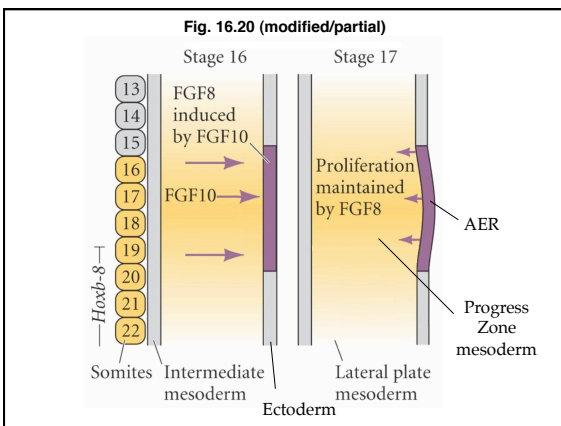 Fig. 16.20 (modified/partial)
Stage 16
Stage 17
13
14
15
16
17
18
19
20
21
22
Hoxb-8
FGF8
induced
by FGF10
FGF10
Proliferation
maintained
by FGF8
AER
Progress
Zone
mesoderm
Somites
Intermediate
mesoderm
Ectoderm
Lateral plate
mesoderm